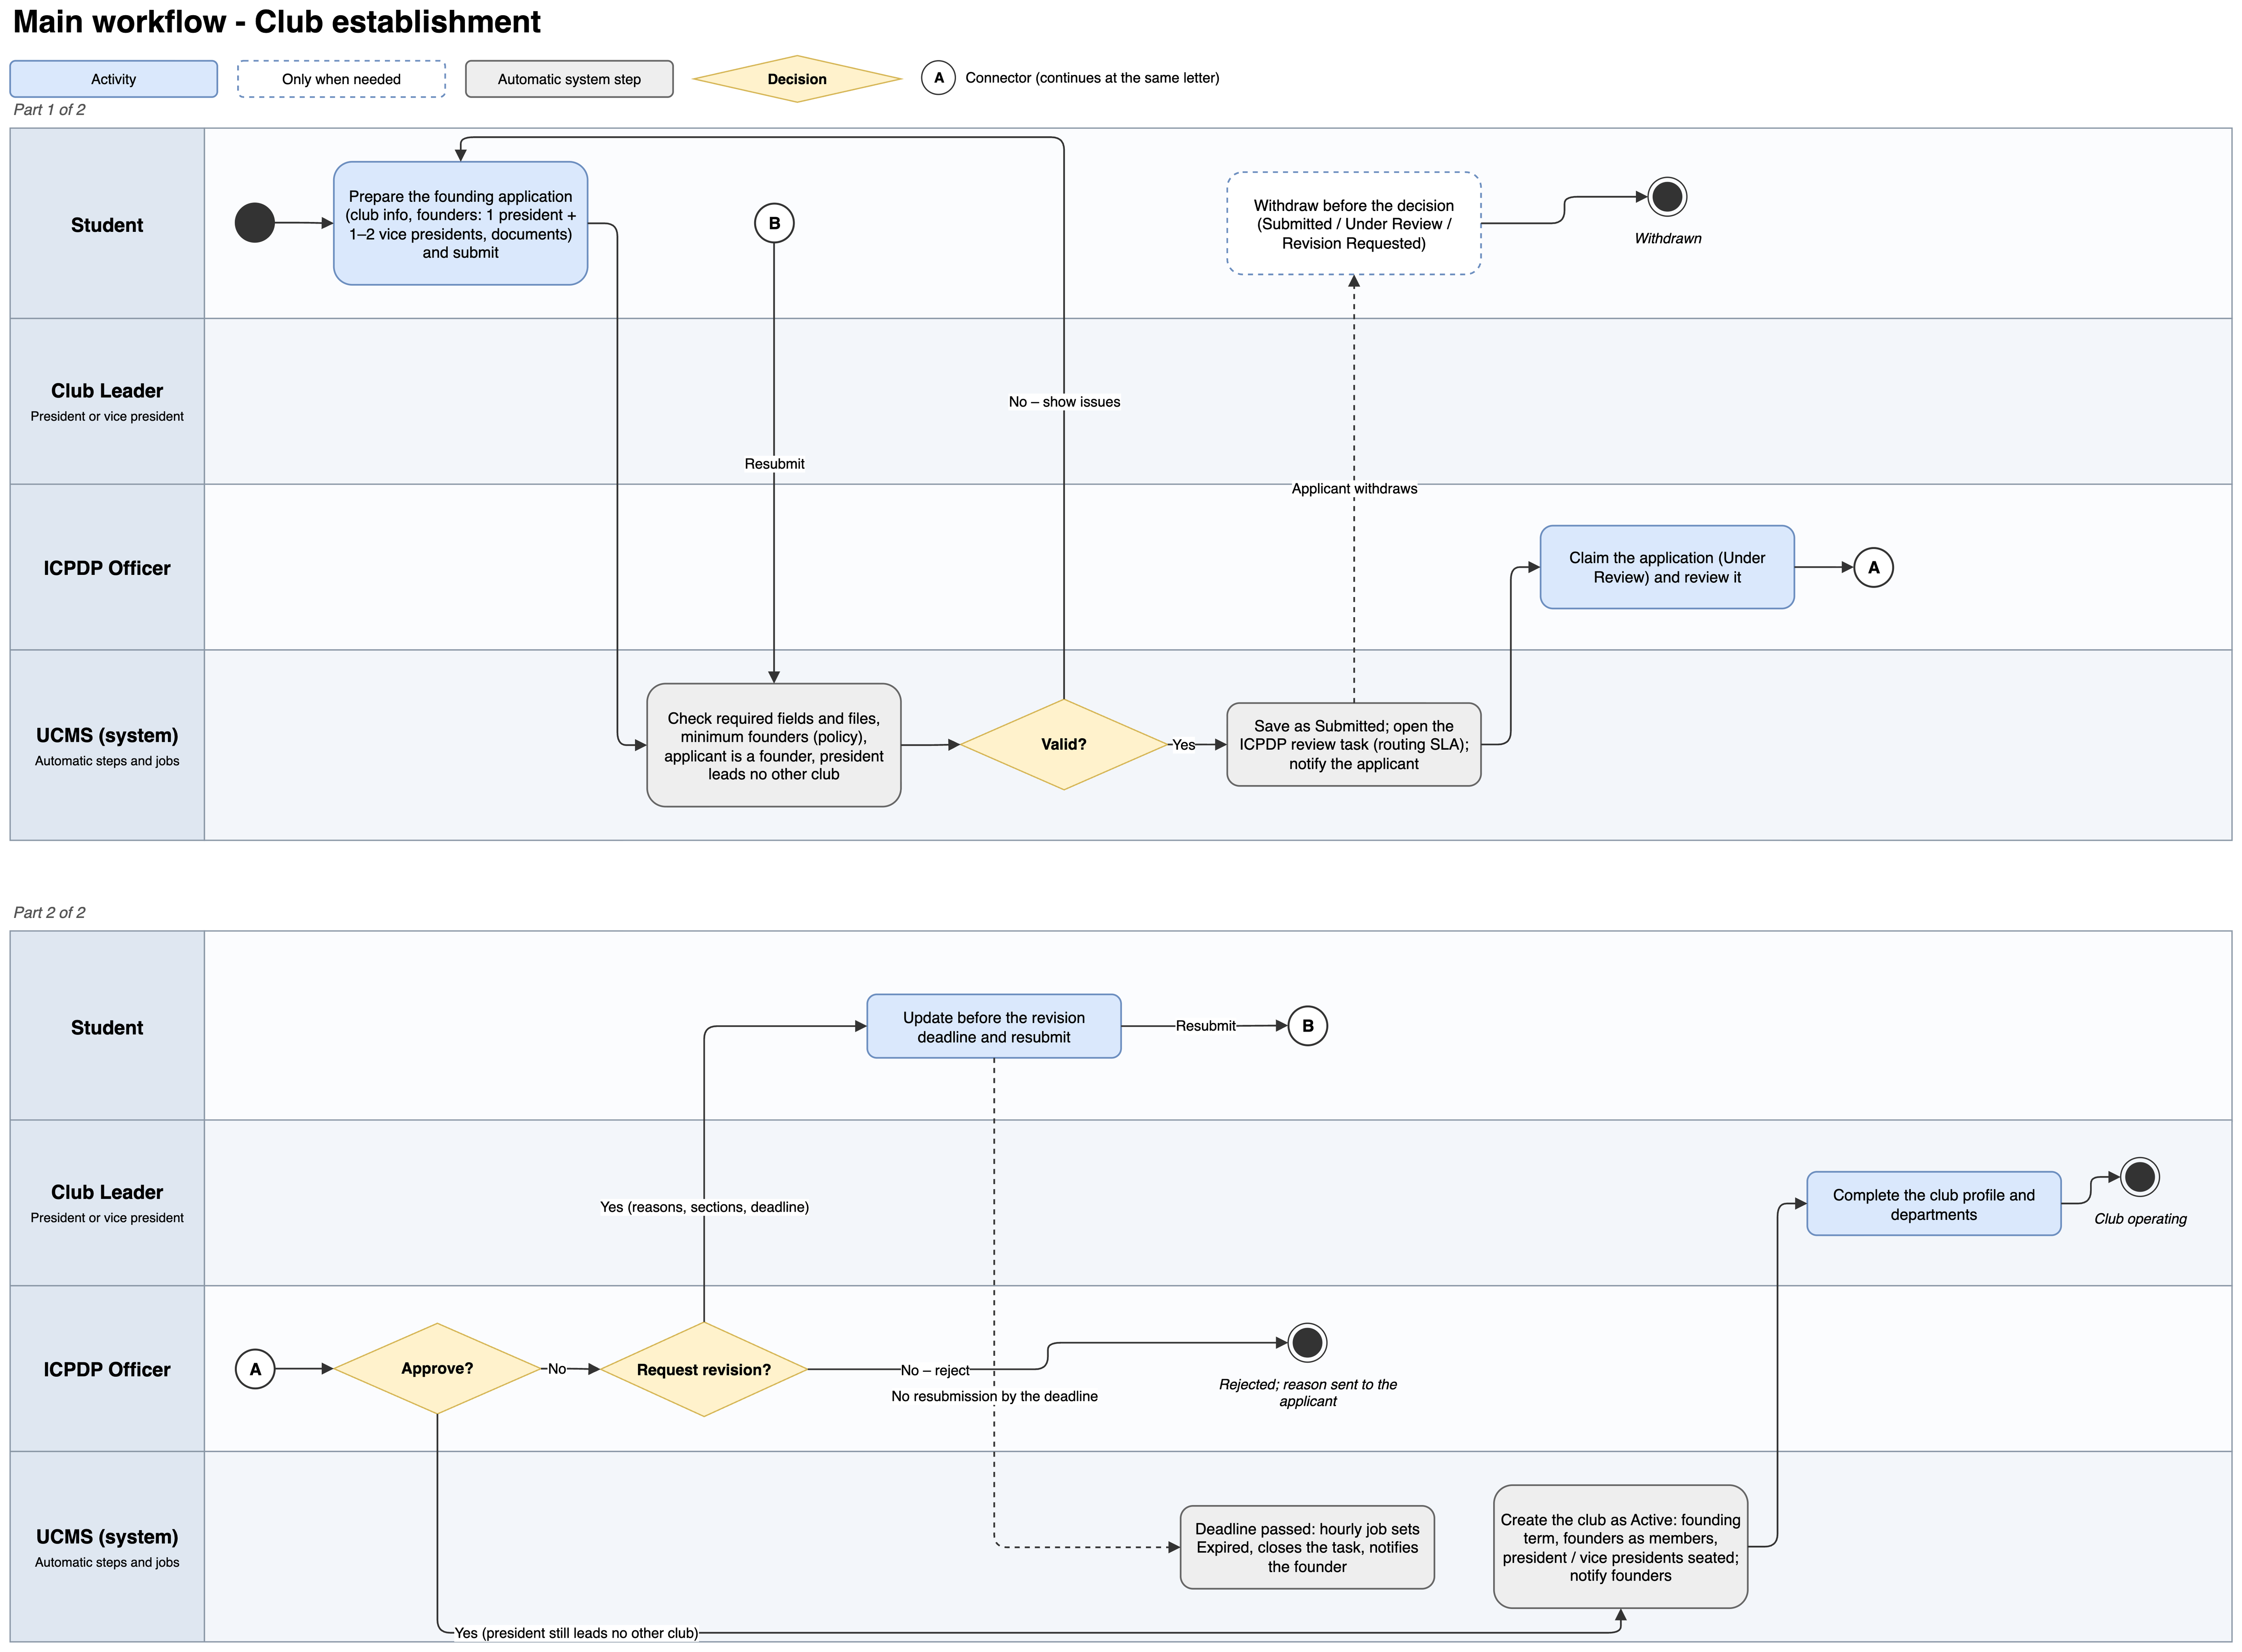 Main workflow - Club establishment
Activity
Only when needed
Automatic system step
Decision
A
Connector (continues at the same letter)
Part 1 of 2
Student
Prepare the founding application
(club info, founders: 1 president +
1–2 vice presidents, documents)
and submit
B
Withdraw before the decision
(Submitted / Under Review /
Revision Requested)
Withdrawn
Club Leader
President or vice president
No – show issues
Resubmit
Applicant withdraws
ICPDP Officer
Claim the application (Under
Review) and review it
A
UCMS (system)
Automatic steps and jobs
Check required fields and files,
minimum founders (policy),
applicant is a founder, president
leads no other club
Valid?
Yes
Save as Submitted; open the
ICPDP review task (routing SLA);
notify the applicant
Part 2 of 2
Student
Update before the revision
deadline and resubmit
Resubmit
B
Club Leader
President or vice president
Yes (reasons, sections, deadline)
Complete the club profile and
departments
Club operating
ICPDP Officer
A
Approve?
No
Request revision?
No – reject
No resubmission by the deadline
Rejected; reason sent to the
applicant
UCMS (system)
Automatic steps and jobs
Deadline passed: hourly job sets
Expired, closes the task, notifies
the founder
Create the club as Active: founding
term, founders as members,
president / vice presidents seated;
notify founders
Yes (president still leads no other club)